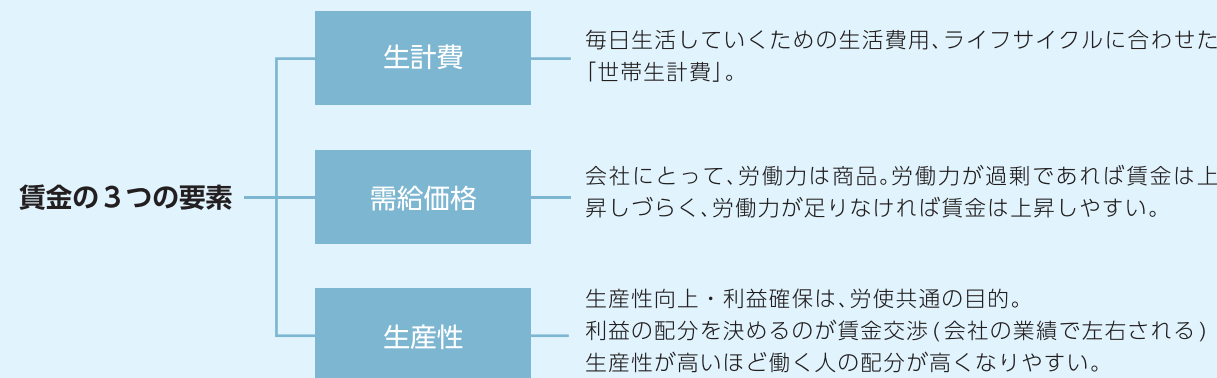 賃金の3つの要素
生計費
毎日生活していくための生活費用、ライフサイクルに合わせた
「世帯生計費」。
需給価格
会社にとって、労働力は商品。労働力が過剰であれば賃金は上
昇しづらく、労働力が足りなければ賃金は上昇しやすい。
生産性
生産性向上・利益確保は、労使共通の目的。
利益の配分を決めるのが賃金交渉(会社の業績で左右される)
生産性が高いほど働く人の配分が高くなりやすい。